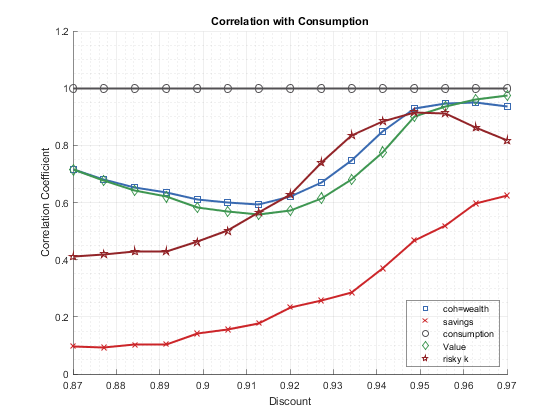 Correlation with Consumption
Correlation Coefficient
1.2
1
0.8
0.6
0.4
0.2
0
0.87 0.88 0.89 0.9 0.91 0.92 0.93 0.94 0.95 0.96 0.97
Discount
coh=wealth
savings
consumption
Value
risky k